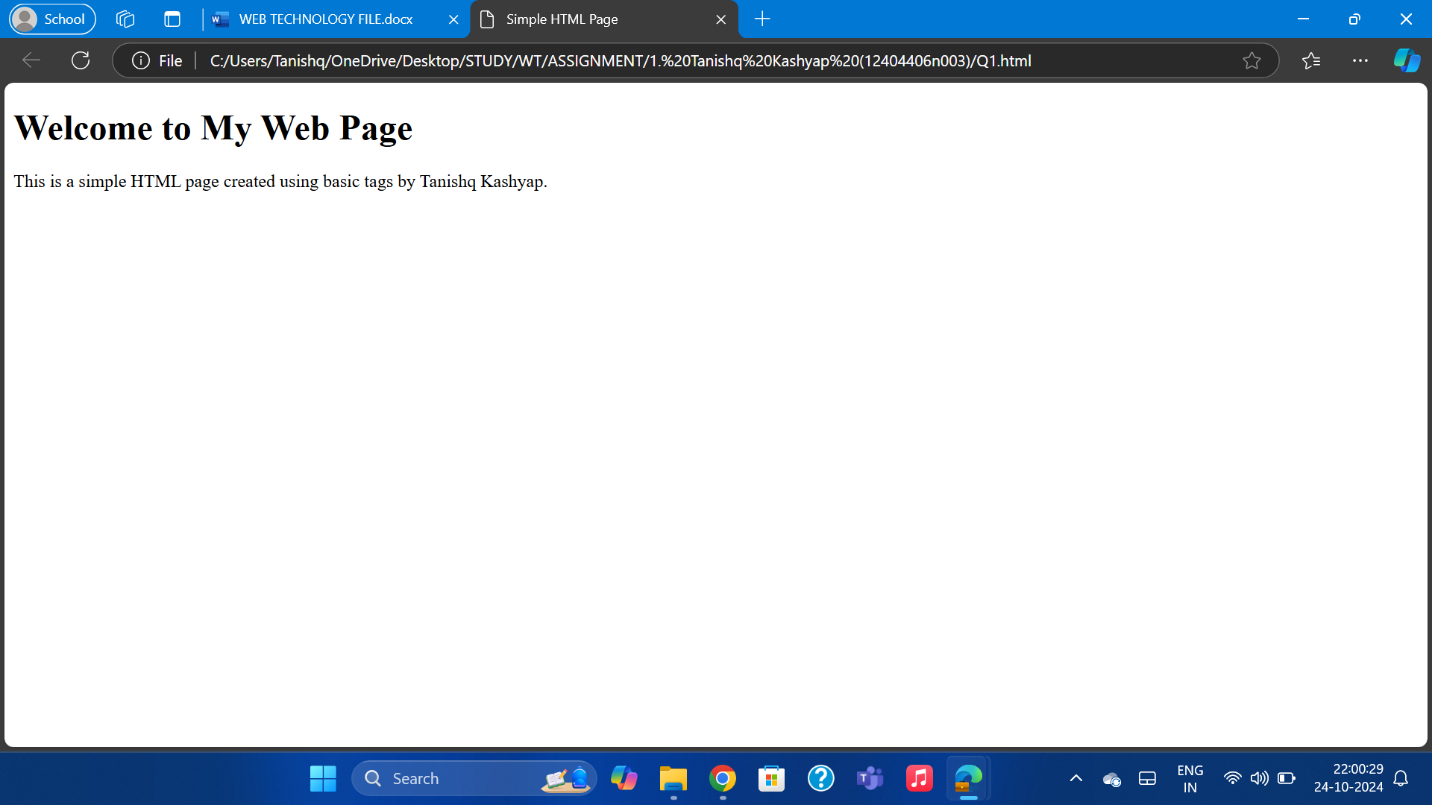 School
WEB TECHNOLOGY FILE.docx
Simple HTML Page
File
C:/Users/Tanishq/OneDrive/Desktop/STUDY/WT/ASSIGNMENT/1.%20Tanishq%20Kashyap%20(12404406n003)/Q1.html
Welcome to My Web Page
This is a simple HTML page created using basic tags by Tanishq Kashyap.
Search
ENG
IN
22:00:29
24-10-2024